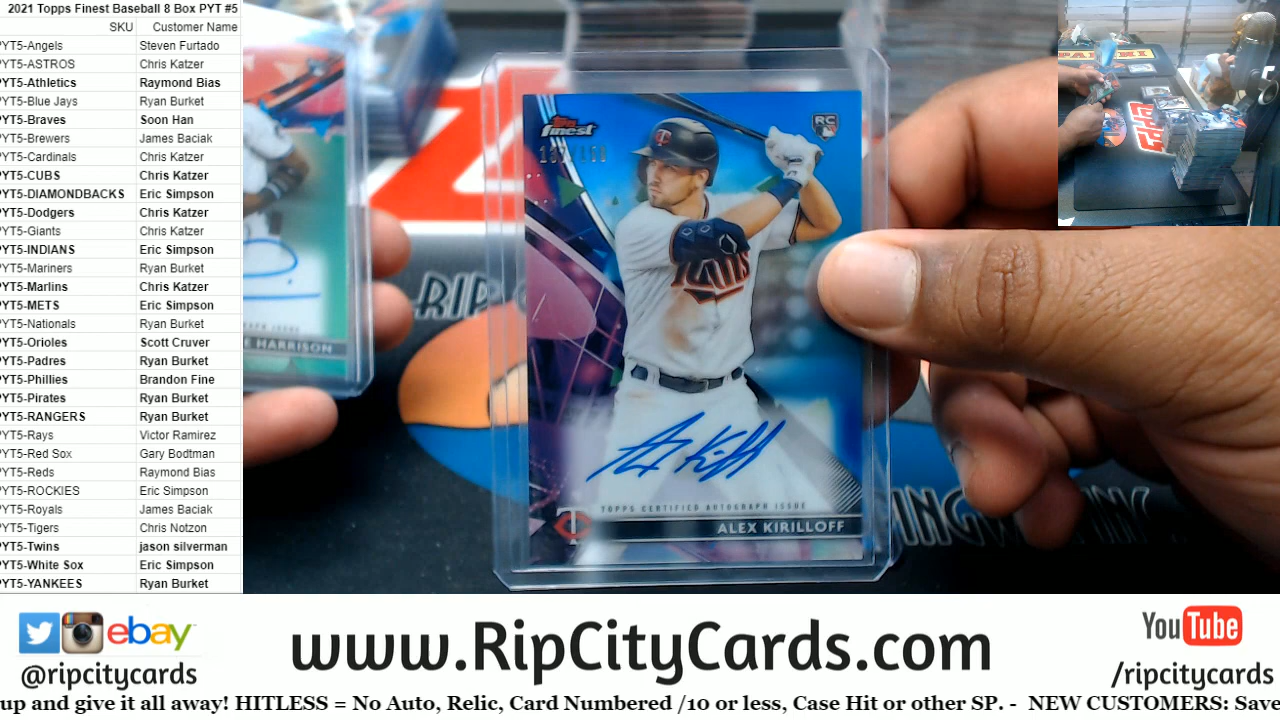 2021 Topps Finest Baseball 8 Box PYT #5
SKU Customer Name
PYT5-Angels Steven Furtado
PYT5-ASTROS Chris Katzer
PYT5-Athletics Raymond Bias
PYT5-Blue Jays Ryan Burket
PYT5-Braves Soon Han
PYT5-Brewers James Baciak
PYT5-Cardinals Chris Katzer
PYT5-CUBS Chris Katzer
PYT5-DIAMONDBACKS Eric Simpson
PYT5-Dodgers Chris Katzer
PYT5-Giants Chris Katzer
PYT5-INDIANS Eric Simpson
PYT5-Mariners Ryan Burket
PYT5-Marlins Chris Katzer
PYT5-METS Eric Simpson
PYT5-Nationals Ryan Burket
PYT5-Orioles Scott Cruver
PYT5-Padres Ryan Burket
PYT5-Phillies Brandon Fine
PYT5-Pirates Ryan Burket
PYT5-RANGERS Ryan Burket
PYT5-Rays Victor Ramirez
PYT5-Red Sox Gary Bodtman
PYT5-Reds Raymond Bias
PYT5-ROCKIES Eric Simpson
PYT5-Royals James Baciak
PYT5-Tigers Chris Notzon
PYT5-Twins jason silverman
PYT5-White Sox Eric Simpson
PYT5-YANKEES Ryan Burket
HARRISON
Topps
finest
RC
Twins
TOPPS CERTIFIED AUTOGRAPH ISSUE
ALEX KIRILLOFF
RIP
PANINI
topps
ebay
@ripcitycards
www.RipCityCards.com
YouTube
/ripcitycards
up and give it all away! HITLESS = No Auto, Relic, Card Numbered /10 or less, Case Hit or other SP. - NEW CUSTOMERS: Save